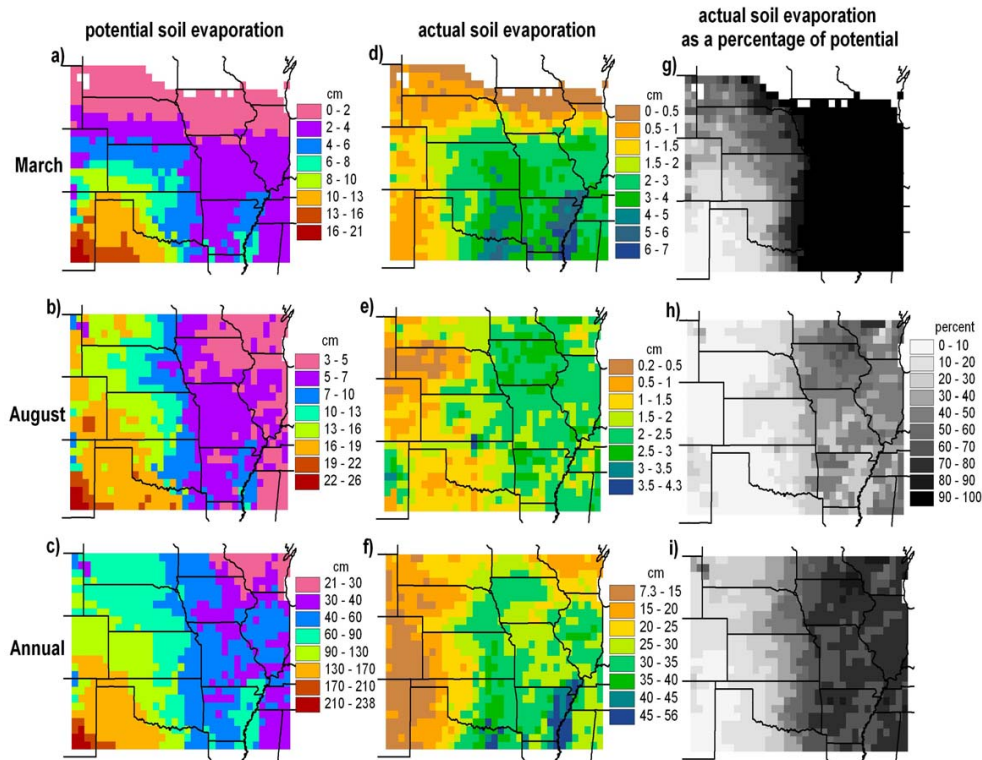 potential soil evaporation
actual soil evaporation
actual soil evaporation
as a percentage of potential
a)
d)
g)
March
cm
0 - 2
2 - 4
4 - 6
6 - 8
8 - 10
10 - 13
13 - 16
16 - 21
cm
0 - 0.5
0.5 - 1
1 - 1.5
1.5 - 2
2 - 3
3 - 4
4 - 5
5 - 6
6 - 7
b)
e)
h)
August
cm
3 - 5
5 - 7
7 - 10
10 - 13
13 - 16
16 - 19
19 - 22
22 - 26
cm
0.2 - 0.5
0.5 - 1
1 - 1.5
1.5 - 2
2 - 2.5
2.5 - 3
3 - 3.5
3.5 - 4.3
percent
0 - 10
10 - 20
20 - 30
30 - 40
40 - 50
50 - 60
60 - 70
70 - 80
80 - 90
90 - 100
c)
f)
i)
Annual
cm
21 - 30
30 - 40
40 - 60
60 - 90
90 - 130
130 - 170
170 - 210
210 - 238
cm
7.3 - 15
15 - 20
20 - 25
25 - 30
30 - 35
35 - 40
40 - 45
45 - 56